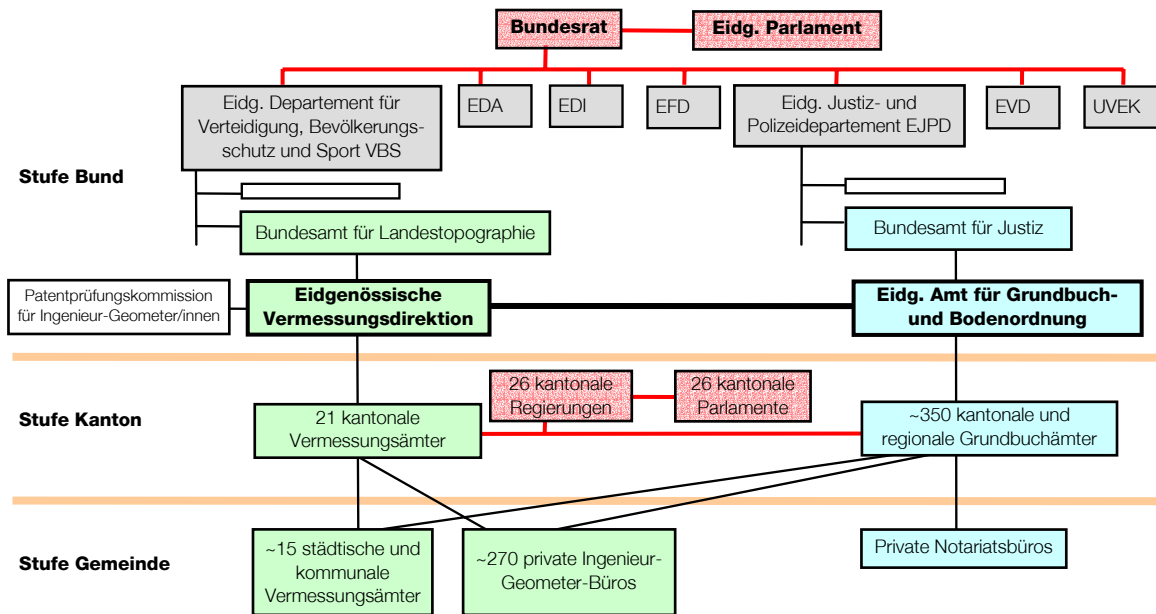 Bundesrat
Eidg. Parlament
Eidg. Departement für
Verteidigung, Bevölkerungs-
schutz und Sport VBS
EDA
EDI
EFD
Eidg. Justiz- und
Polizeidepartement EJPD
EVD
UVEK
Stufe Bund
Bundesamt für Landestopographie
Bundesamt für Justiz
Patentprüfungskommission
für Ingenieur-Geometer/innen
Eidgenössische
Vermessungsdirektion
Eidg. Amt für Grundbuch-
und Bodenordnung
Stufe Kanton
26 kantonale
Regierungen
26 kantonale
Parlamente
21 kantonale
Vermessungsämter
~350 kantonale und
regionale Grundbuchämter
Stufe Gemeinde
~15 städtische und
kommunale
Vermessungsämter
~270 private Ingenieur-
Geometer-Büros
Private Notariatsbüros